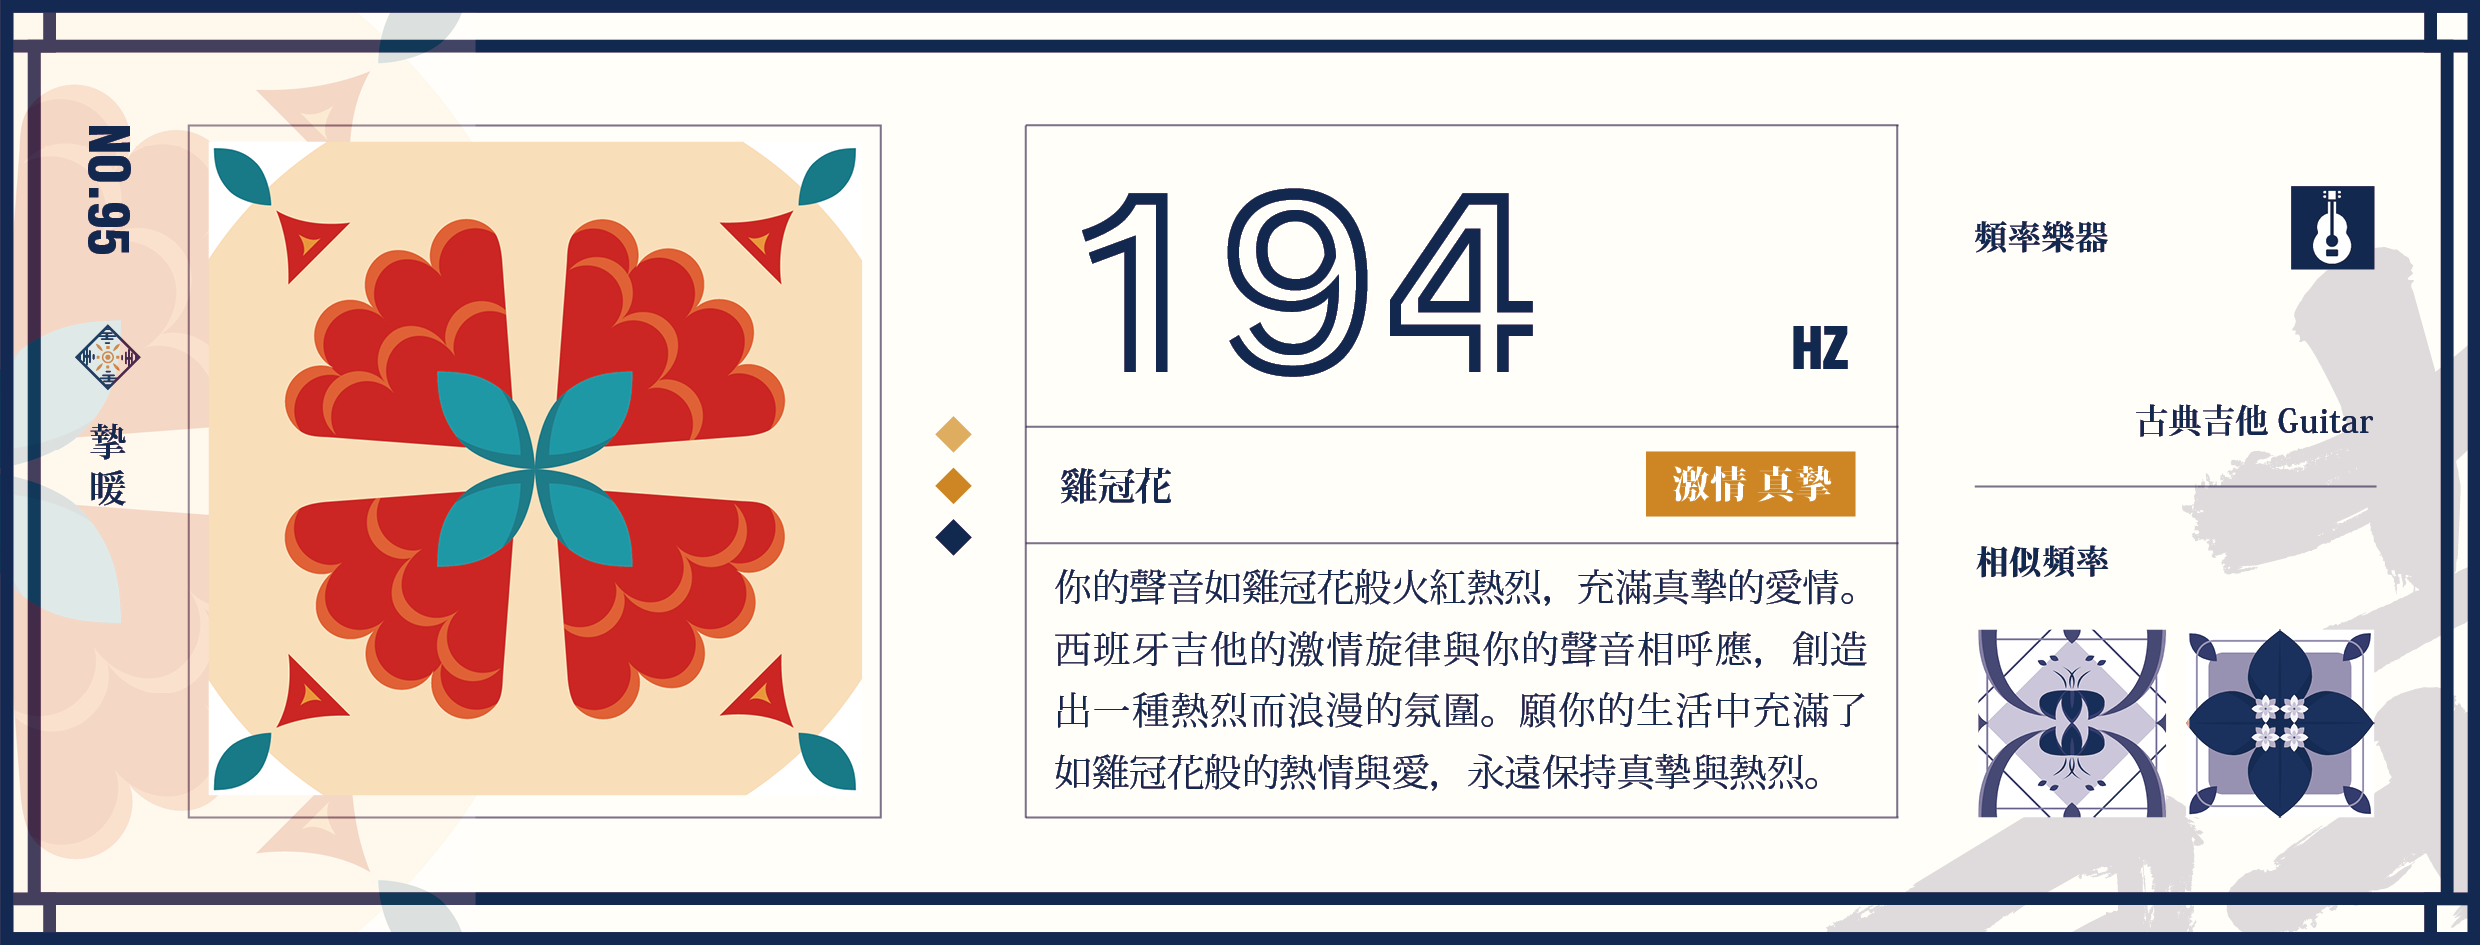 NO.95
摯暖
194
HZ
雞冠花
激情 真摯
你的聲音如雞冠花般火紅熱烈，充滿真摯的愛情。
西班牙吉他的激情旋律與你的聲音相呼應，創造
出一種熱烈而浪漫的氛圍。願你的生活中充滿了
如雞冠花般的熱情與愛，永遠保持真摯與熱烈。
頻率樂器
古典吉他 Guitar
相似頻率